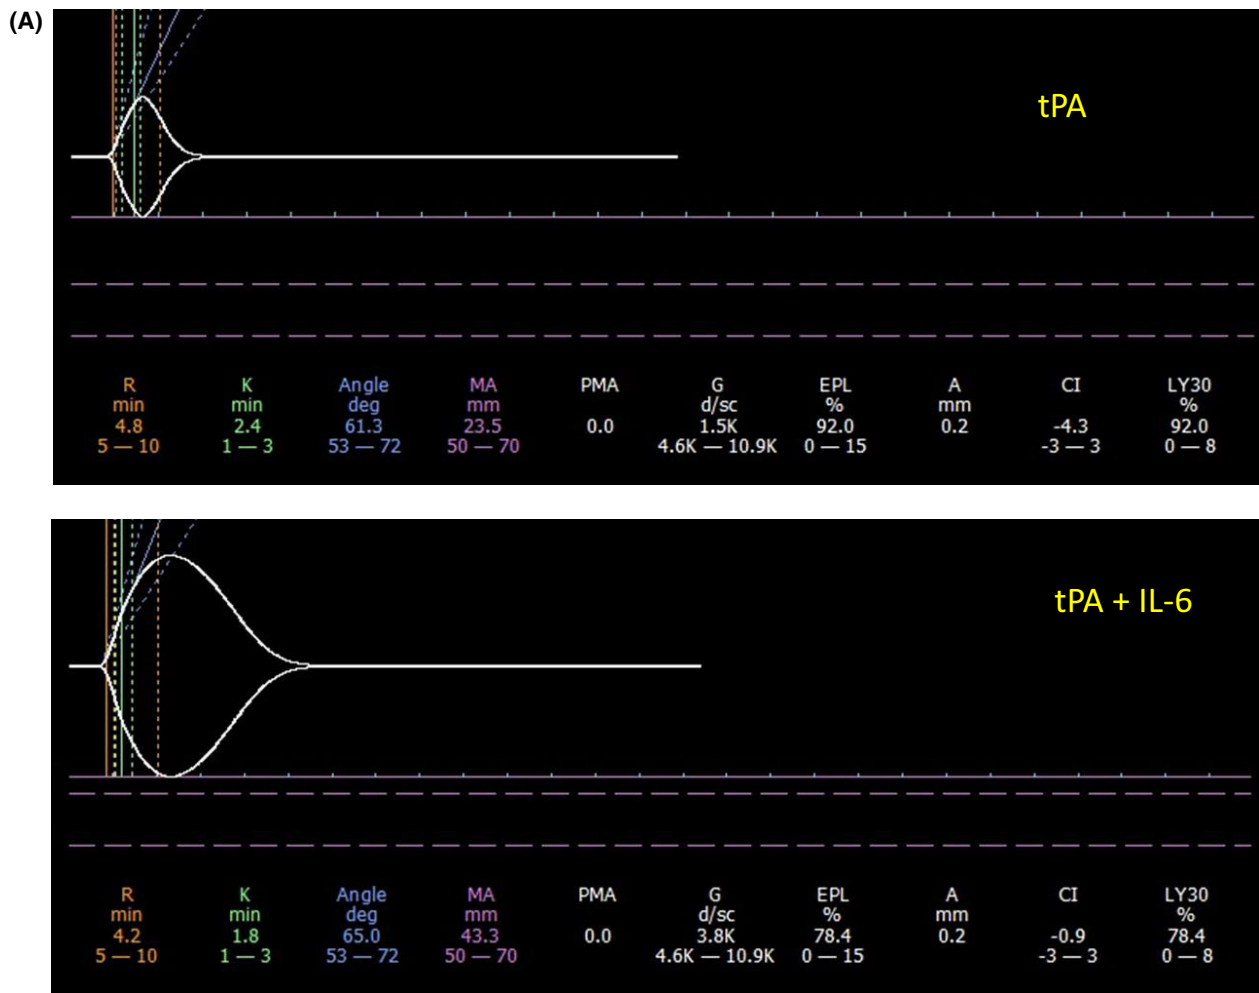 (A)
tPA
R K Angle MA PMA G EPL A CI LY30
min min deg mm d/sc % mm %
4.8 2.4 61.3 23.5 0.0 1.5K 92.0 0.2 -4.3 92.0
5 — 10 1 — 3 53 — 72 50 — 70 4.6K — 10.9K 0 — 15 -3 — 3 0 — 8
tPA + IL-6
R K Angle MA PMA G EPL A CI LY30
min min deg mm d/sc % mm %
4.2 1.8 65.0 43.3 0.0 3.8K 78.4 0.2 -0.9 78.4
5 — 10 1 — 3 53 — 72 50 — 70 4.6K — 10.9K 0 — 15 -3 — 3 0 — 8